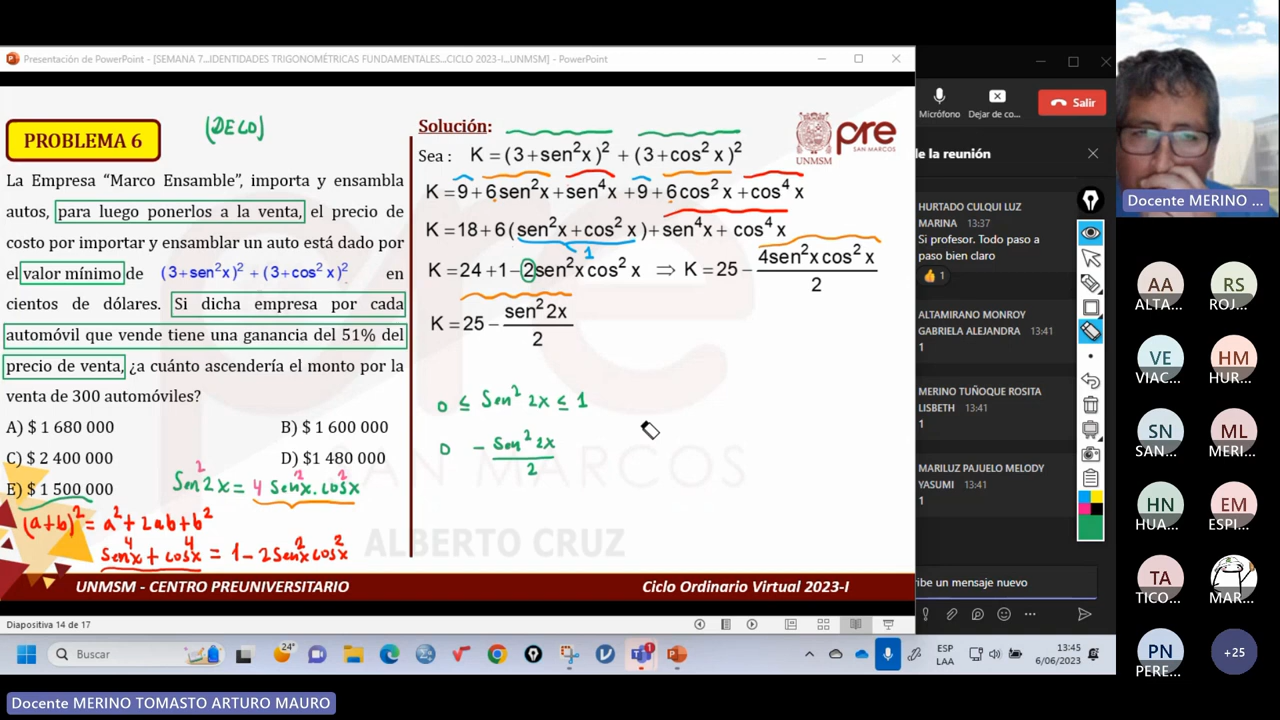 Presentación de PowerPoint - [SEMANA 7...IDENTIDADES TRIGONOMÉTRICAS FUNDAMENTALES...CICLO 2023-I...UNMSM] - PowerPoint
PROBLEMA 6
La Empresa “Marco Ensamble”, importa y ensambla
autos, para luego ponerlos a la venta, el precio de
costo por importar y ensamblar un auto está dado por
el valor mínimo de (3+sen²x)² + (3+cos²x)² en
cientos de dólares. Si dicha empresa por cada
automóvil que vende tiene una ganancia del 51% del
precio de venta, ¿a cuánto ascendería el monto por la
venta de 300 automóviles?
A) $ 1 680 000
B) $ 1 600 000
C) $ 2 400 000
D) $1 480 000
E) $ 1 500 000
Sen²2x = 4 Sen²x.cos²x
(a+b)² = a²+2ab+b²
Sen⁴x + cos⁴x = 1-2Sen²xcos²x
Solución:
UNMSM
pre
SAN MARCOS
Sea : K = (3+sen²x)² + (3+cos²x)²
K = 9+6sen²x+sen⁴x +9+6cos²x +cos⁴x
K = 18+6(sen²x+cos²x)+sen⁴x+ cos⁴x
1
K = 24+1-2sen²x cos²x ⇒ K = 25 - 4sen²x cos²x / 2
K = 25 - sen²2x / 2
0 ≤ Sen² 2x ≤ 1
0 - Sen² 2x / 2
pre
SAN MARCOS
ALBERTO CRUZ
UNMSM - CENTRO PREUNIVERSITARIO
Ciclo Ordinario Virtual 2023-I
Diapositiva 14 de 17
Micrófono
Dejar de co...
Salir
de la reunión
HURTADO CULQUI LUZ
MARINA 13:37
Si profesor. Todo paso a
paso bien claro
1
ALTAMIRANO MONROY
GABRIELA ALEJANDRA 13:41
1
MERINO TUÑOQUE ROSITA
LISBETH 13:41
1
MARILUZ PAJUELO MELODY
YASUMI 13:41
1
ribe un mensaje nuevo
Docente MERINO ...
AA
ALTA...
RS
ROJ...
VE
VIAC...
HM
HUR...
SN
SAN...
ML
MERI...
HN
HUA...
EM
ESPI...
TA
TICO...
MAR...
PN
PERE...
+25
24°
Buscar
1
ESP
LAA
13:45
6/06/2023
Docente MERINO TOMASTO ARTURO MAURO